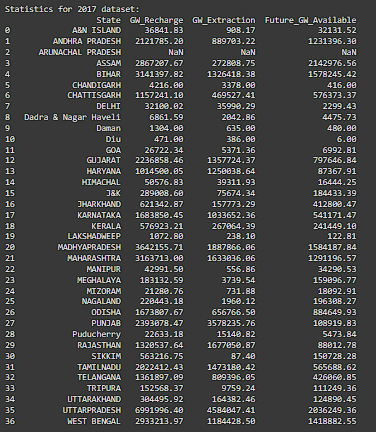 Statistics for 2017 dataset:
State GW_Recharge GW_Extraction Future_GW_Available
0 A&N ISLAND 36841.83 908.17 32131.52
1 ANDHRA PRADESH 2121785.20 889703.22 1231396.30
2 ARUNACHAL PRADESH NaN NaN NaN
3 ASSAM 2867207.67 272808.75 2142976.56
4 BIHAR 3141397.82 1326418.38 1578245.42
5 CHANDIGARH 4216.00 3378.00 416.00
6 CHATTISGARH 1157241.10 469527.41 576373.37
7 DELHI 32100.02 35990.29 2299.43
8 Dadra & Nagar Haveli 6861.59 2042.86 4475.73
9 Daman 1304.00 635.00 480.00
10 Diu 471.00 386.00 6.00
11 GOA 26722.34 5371.36 6992.81
12 GUJARAT 2236858.46 1357724.37 797646.84
13 HARYANA 1014500.05 1250038.64 87367.91
14 HIMACHAL 50576.83 39311.93 16444.25
15 J&K 289008.60 75674.34 184433.39
16 JHARKHAND 621342.87 157773.29 412800.47
17 KARNATAKA 1683850.45 1033652.36 541171.47
18 KERALA 576923.21 267064.39 241449.10
19 LAKSHADWEEP 1072.80 238.10 122.81
20 MADHYAPRADESH 3642155.71 1887866.06 1584187.84
21 MAHARASHTRA 3163713.00 1633036.06 1291196.57
22 MANIPUR 42991.50 556.86 34290.53
23 MEGHALAYA 183132.59 3739.54 159096.77
24 MIZORAM 21280.76 731.88 18092.91
25 NAGALAND 220443.18 1960.12 196308.27
26 ODISHA 1673807.67 656766.50 884649.93
27 PUNJAB 2393078.47 3578235.76 108919.83
28 Puducherry 22633.18 15140.82 5473.84
29 RAJASTHAN 1320537.64 1677050.87 88012.78
30 SIKKIM 563216.75 87.40 150728.28
31 TAMILNADU 2022412.43 1473180.42 565688.62
32 TELANGANA 1361897.09 809396.05 426060.85
33 TRIPURA 152568.37 9759.24 111249.36
34 UTTARAKHAND 304495.92 164382.46 124890.45
35 UTTARPRADESH 6991996.40 4584047.41 2036249.36
36 WEST BENGAL 2933213.97 1184428.50 1418882.55